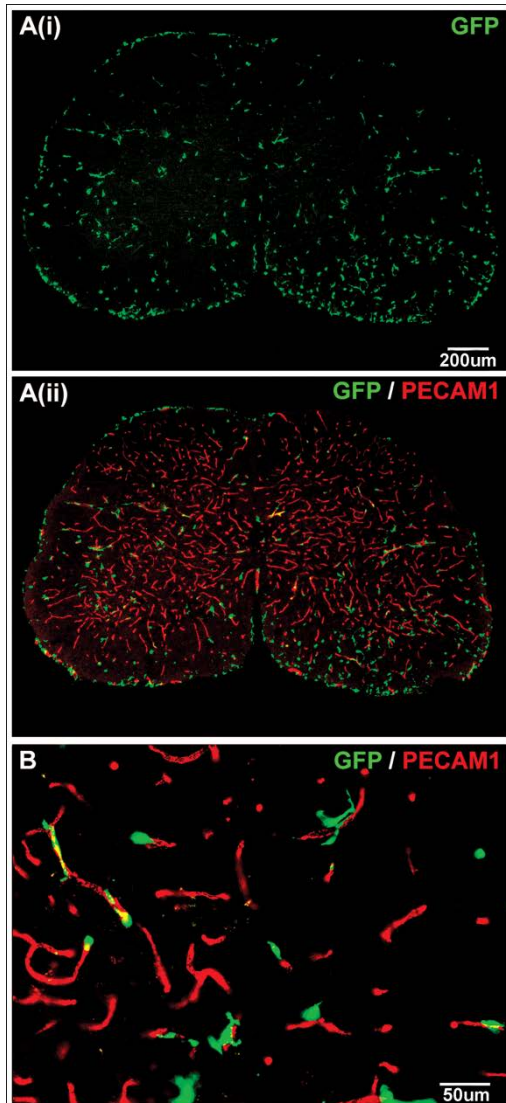 A(i) GFP
200um
A(ii) GFP / PECAM1
B GFP / PECAM1
50um